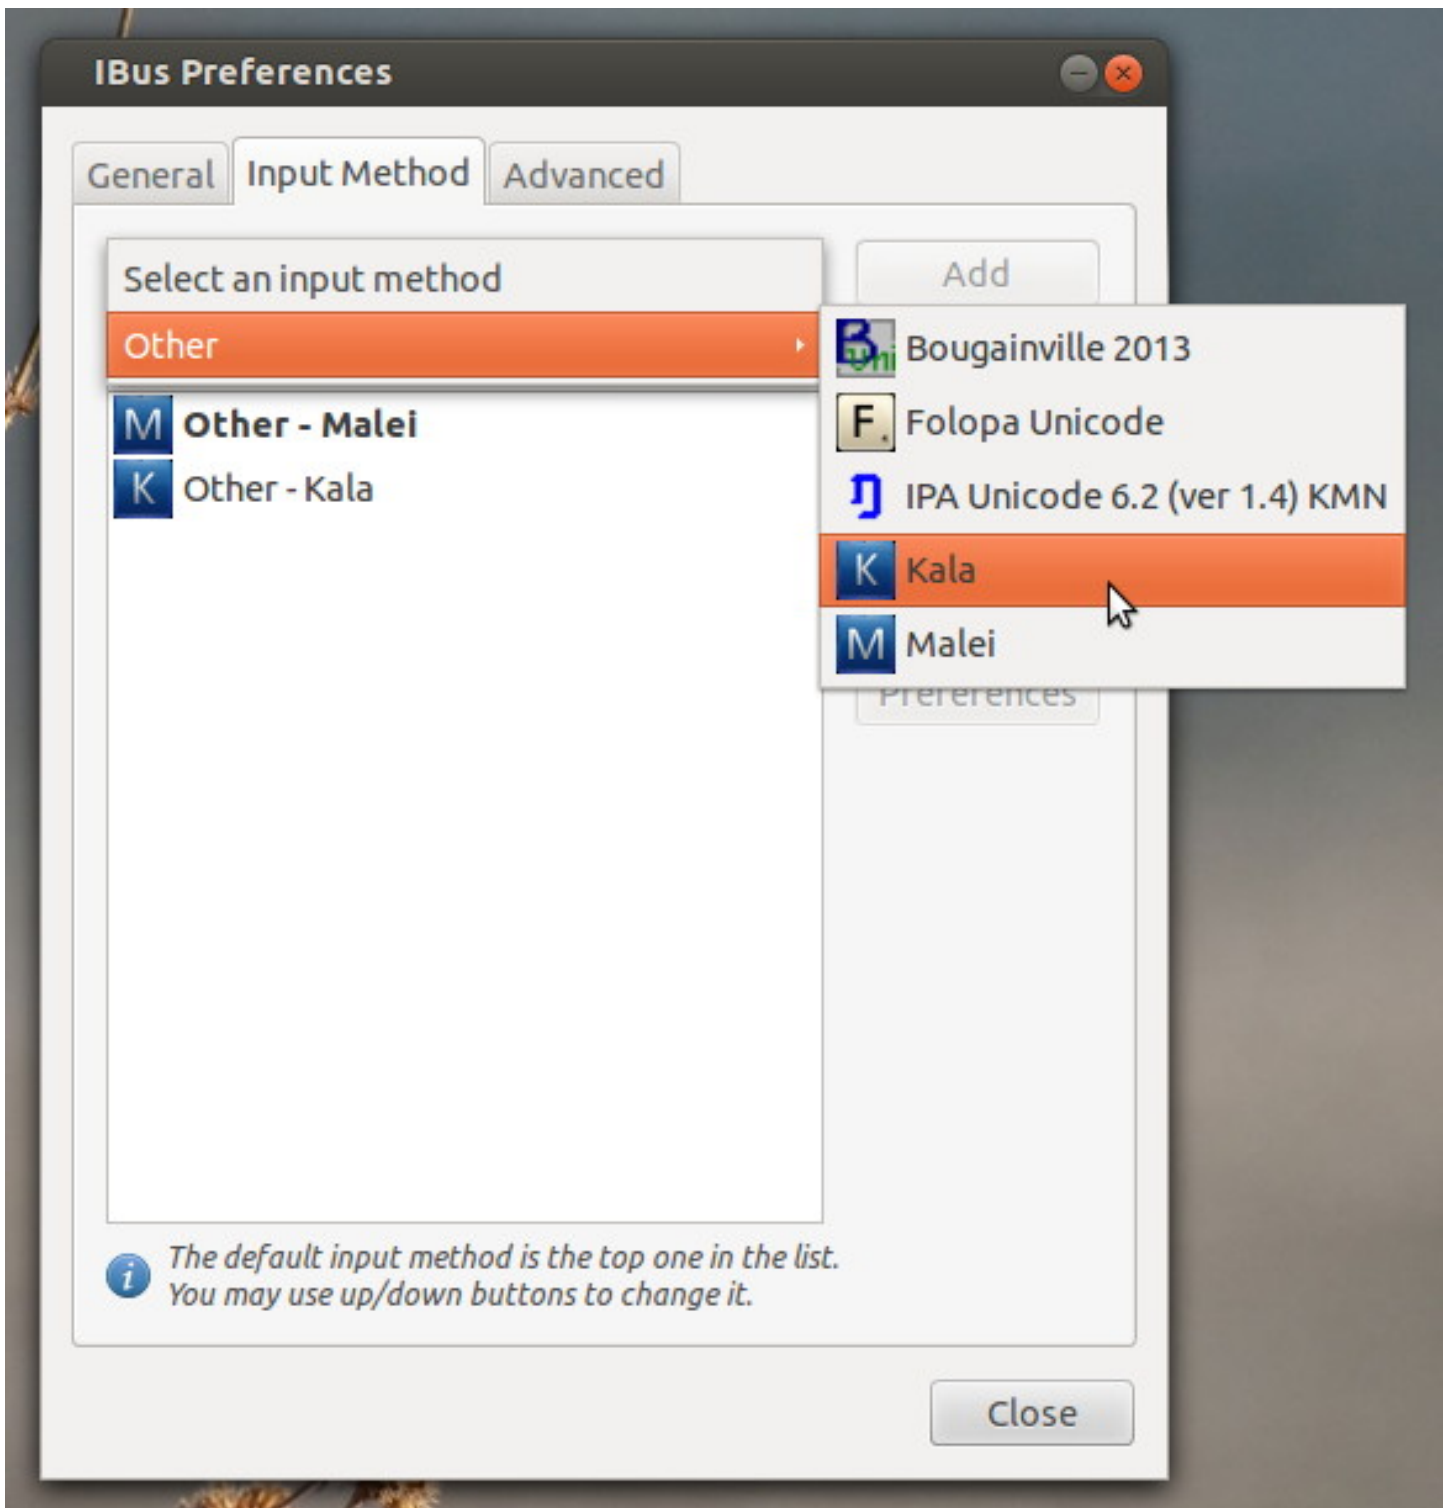 IBus Preferences
General
Input Method
Advanced
Select an input method
Add
Other
Bougainville 2013
Folopa Unicode
IPA Unicode 6.2 (ver 1.4) KMN
Kala
Malei
M Other - Malei
K Other - Kala
Preferences
The default input method is the top one in the list.
You may use up/down buttons to change it.
Close